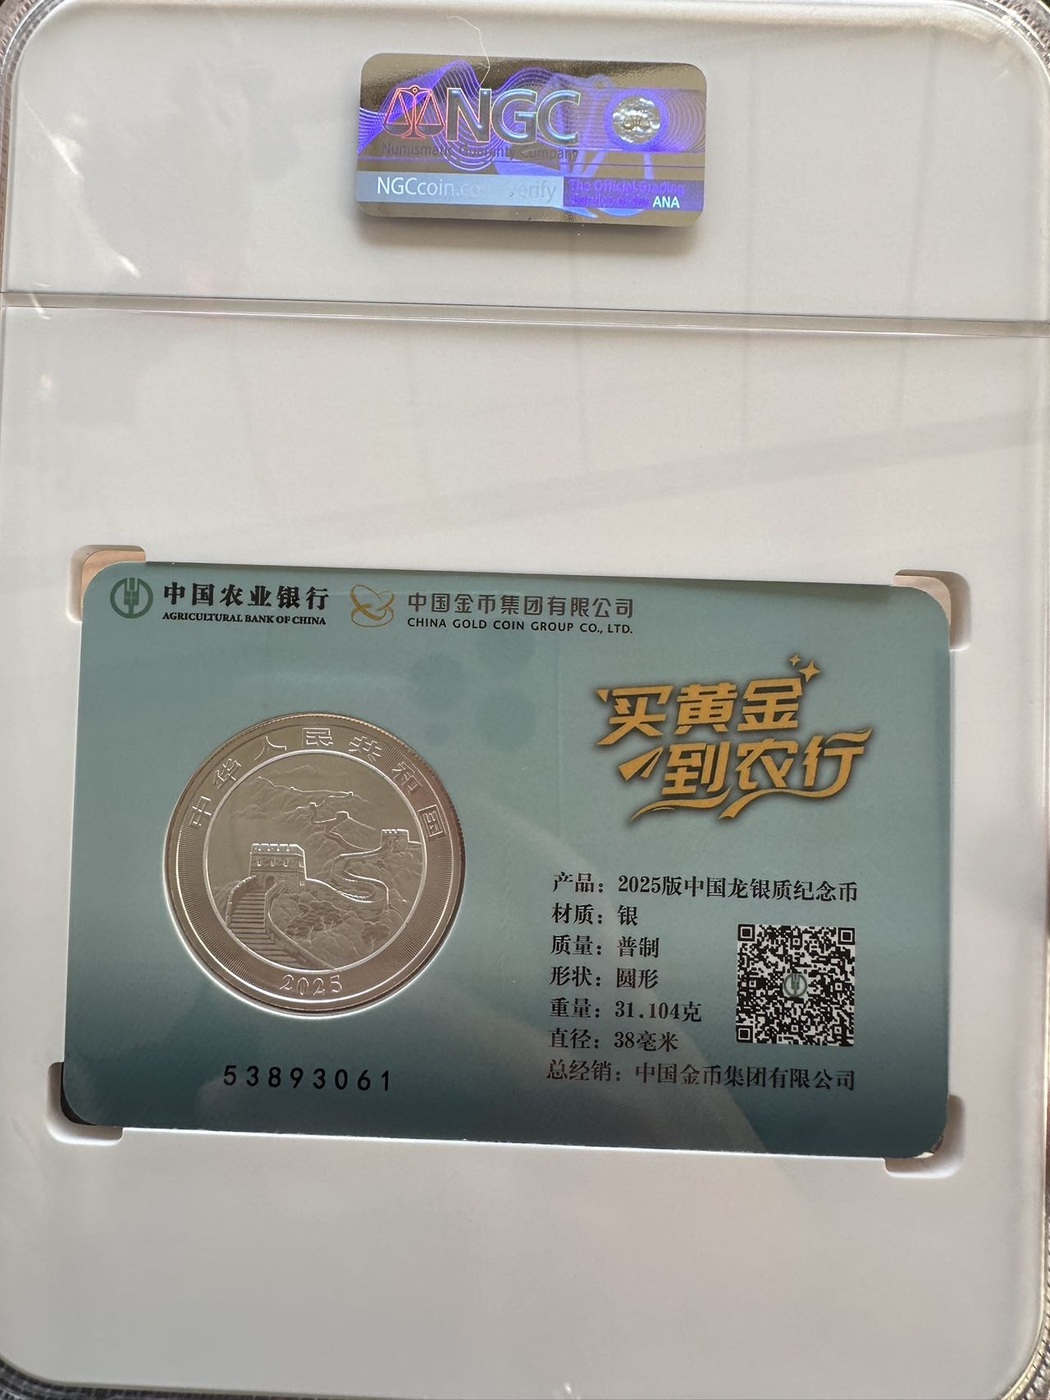 NGC
Numismatic Guaranty Company
NGCcoin.com/verify
The Official Grading
ANA
中国农业银行
AGRICULTURAL BANK OF CHINA
中国金币集团有限公司
CHINA GOLD COIN GROUP CO., LTD.
买黄金
到农行
中华人民共和国
2025
53893061
产品：2025版中国龙银质纪念币
材质：银
质量：普制
形状：圆形
重量：31.104克
直径：38毫米
总经销：中国金币集团有限公司